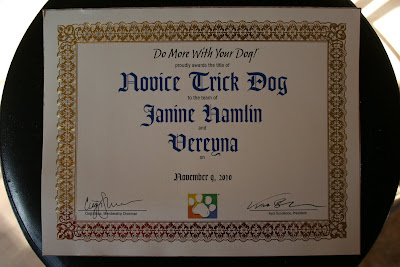 Do More With Your Dog!
proudly awards the title of
Novice Trick Dog
to the team of
Janine Hamlin
and
Vereyna
on
November 9, 2010